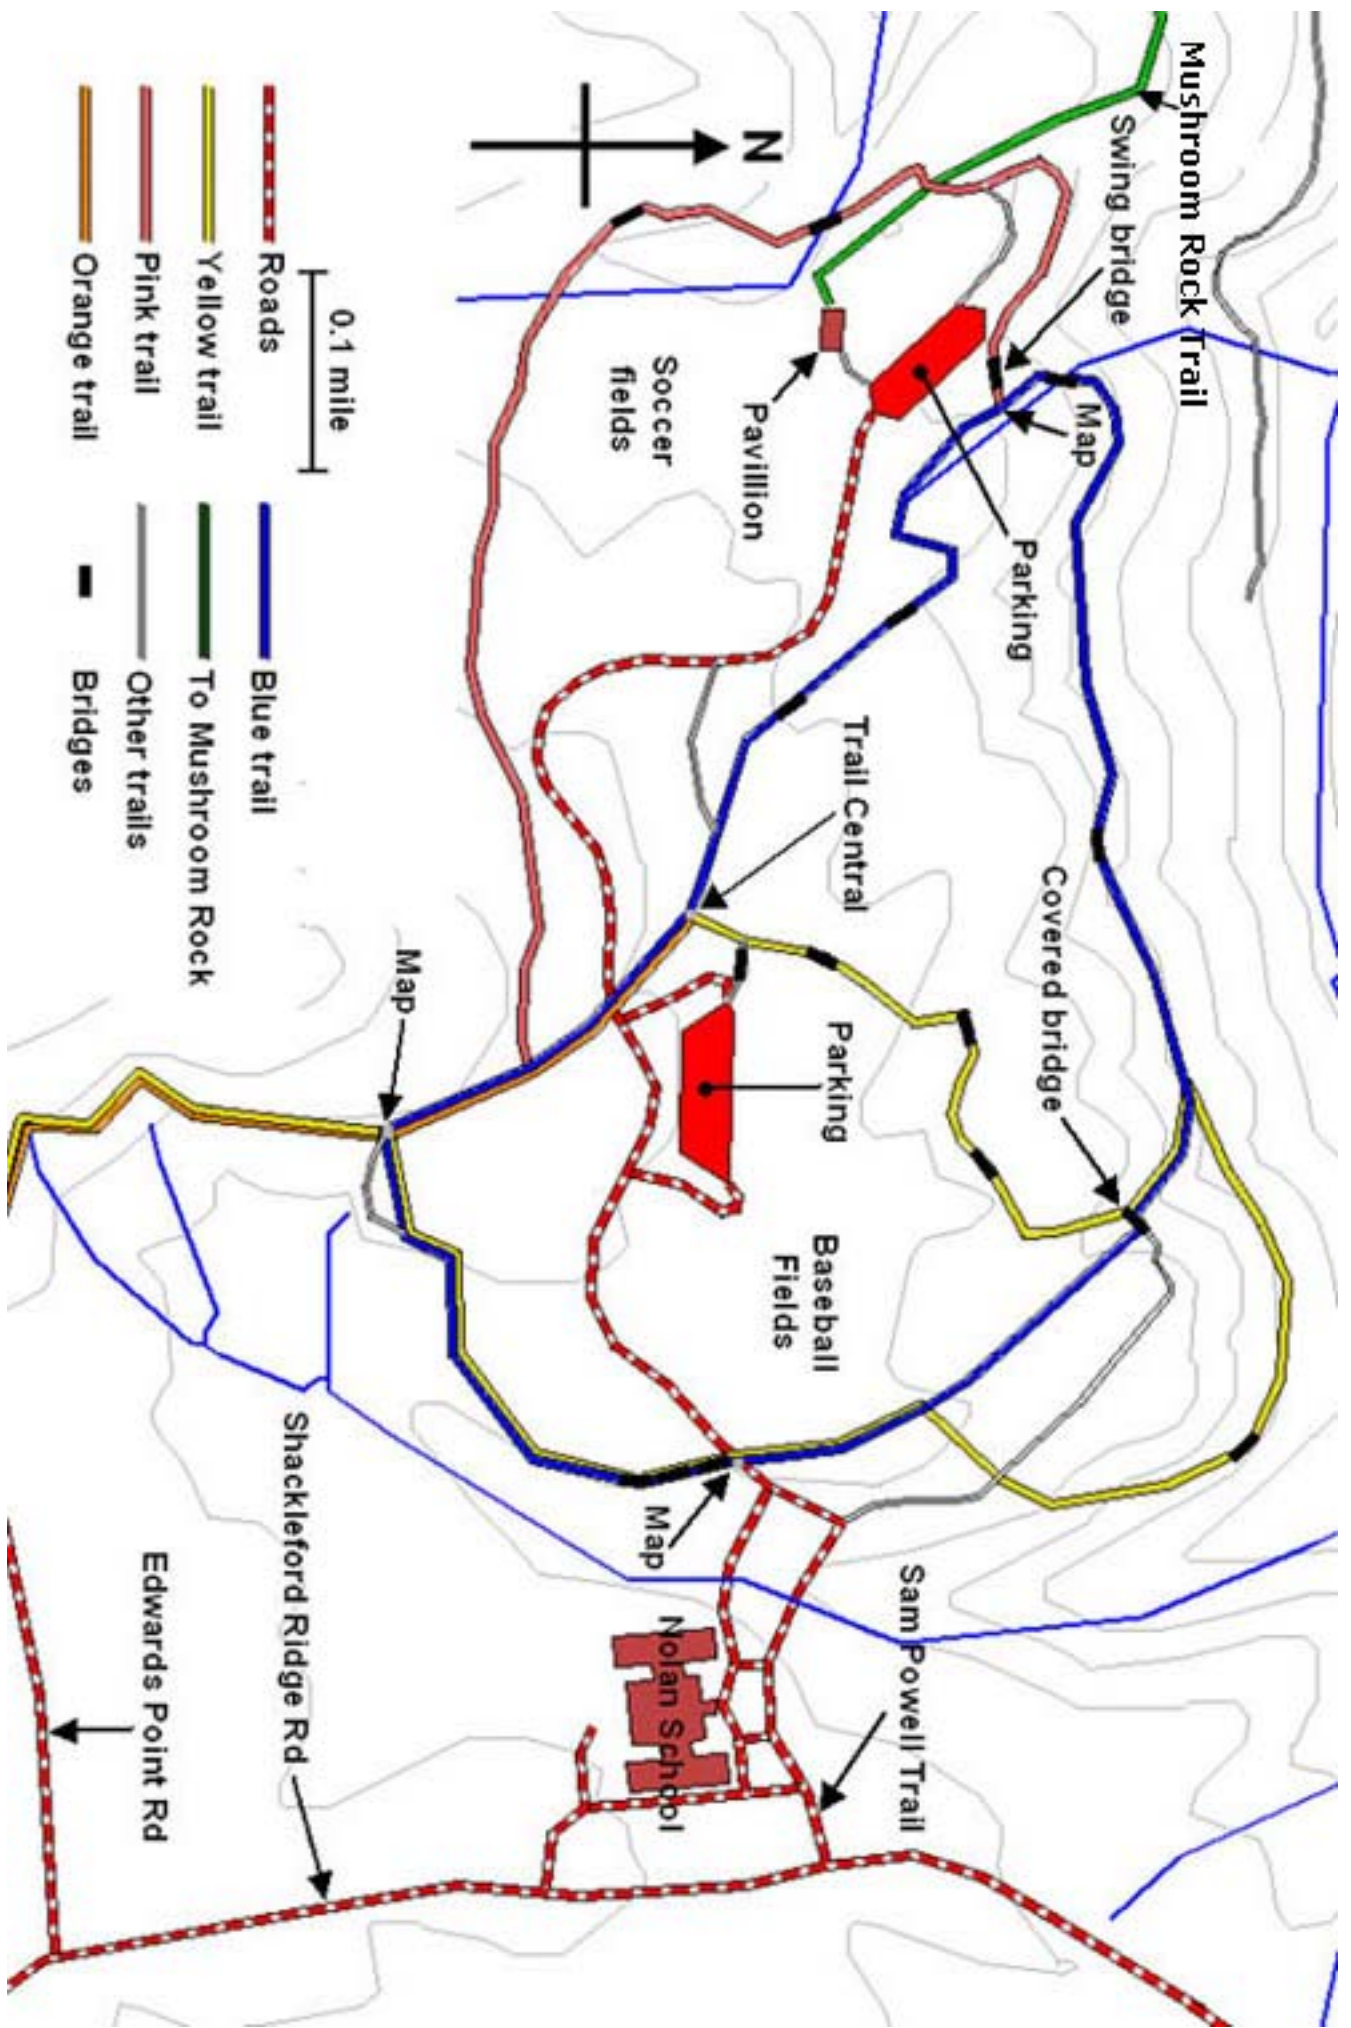 Mushroom Rock Trail
Swing bridge
Map
Parking
Pavillion
Soccer
fields
N
Trail Central
Covered bridge
Parking
Baseball
Fields
Map
Map
Sam Powell Trail
Nolan School
Shackleford Ridge Rd
Edwards Point Rd
0.1 mile
Roads
Yellow trail
Pink trail
Orange trail
Blue trail
To Mushroom Rock
Other trails
Bridges